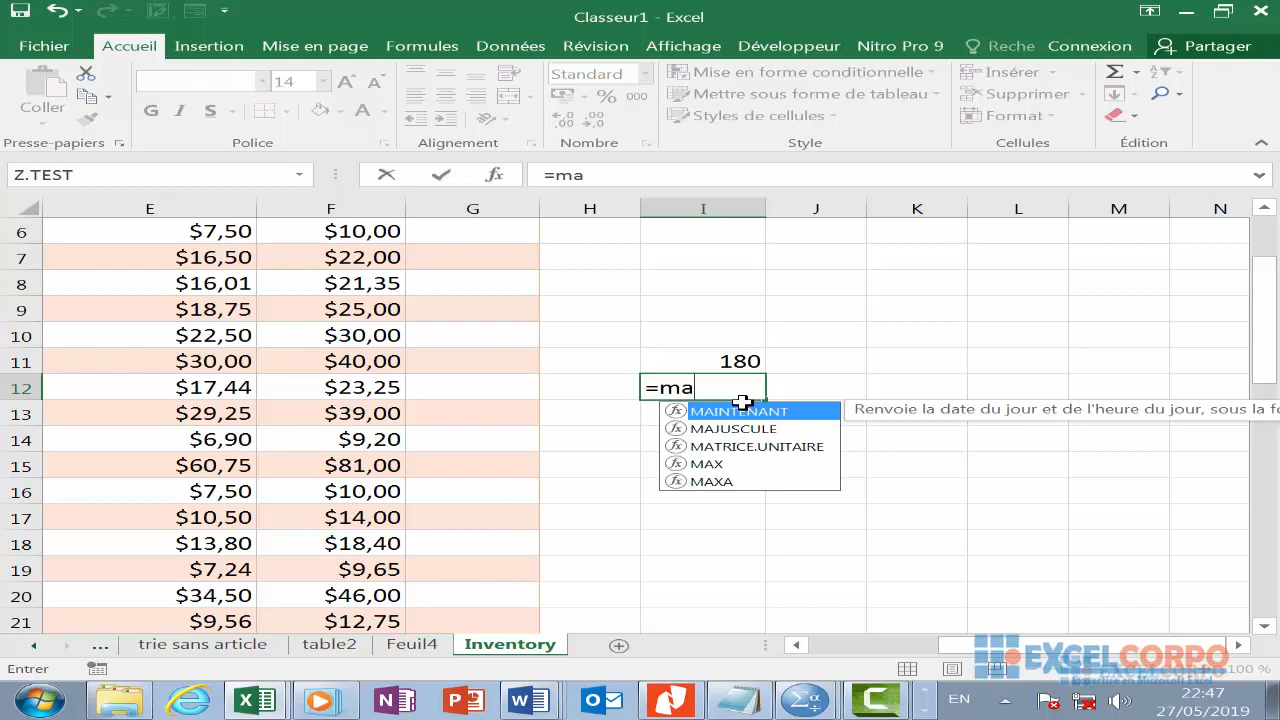 Classeur1 - Excel
Fichier Accueil Insertion Mise en page Formules Données Révision Affichage Développeur Nitro Pro 9 Reche Connexion Partager
Coller
14
G I S
A A
Standard
% 000
Mise en forme conditionnelle
Mettre sous forme de tableau
Styles de cellules
Insérer
Supprimer
Format
Presse-papiers Police Alignement Nombre Style Cellules Édition
Z.TEST =ma
E F G H I J K L M N
6 $7,50 $10,00
7 $16,50 $22,00
8 $16,01 $21,35
9 $18,75 $25,00
10 $22,50 $30,00
11 $30,00 $40,00 180
12 $17,44 $23,25 =ma
13 $29,25 $39,00
14 $6,90 $9,20
15 $60,75 $81,00
16 $7,50 $10,00
17 $10,50 $14,00
18 $13,80 $18,40
19 $7,24 $9,65
20 $34,50 $46,00
21 $9,56 $12,75
MAINTENANT
MAJUSCULE
MATRICE.UNITAIRE
MAX
MAXA
Renvoie la date du jour et de l'heure du jour, sous la fo
... trie sans article table2 Feuil4 Inventory
Entrer
100 %
EXCELCORPO
Expertise en Microsoft Excel
EN
22:47
27/05/2019